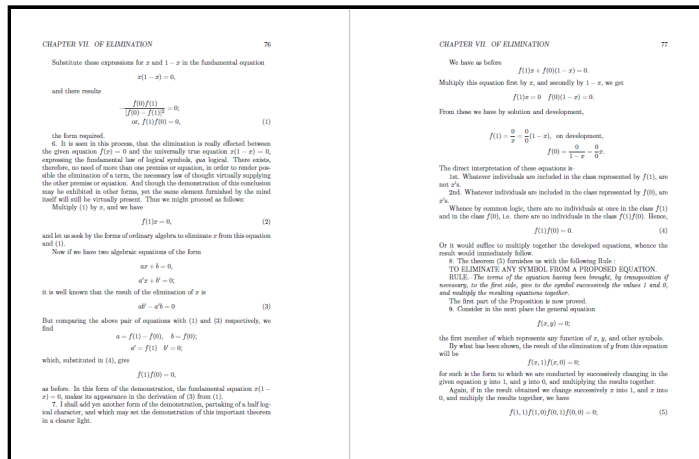 CHAPTER VII. OF ELIMINATION 76
Substitute these expressions for x and 1 − x in the fundamental equation
x(1 − x) = 0,
and there results
− f(0)f(1) / [f(0) − f(1)]² = 0;
or, f(1)f(0) = 0, (1)
the form required.
6. It is seen in this process, that the elimination is really effected between
the given equation f(x) = 0 and the universally true equation x(1 − x) = 0,
expressing the fundamental law of logical symbols, qua logical. There exists,
therefore, no need of more than one premiss or equation, in order to render pos-
sible the elimination of a term, the necessary law of thought virtually supplying
the other premiss or equation. And though the demonstration of this conclusion
may be exhibited in other forms, yet the same element furnished by the mind
itself will still be virtually present. Thus we might proceed as follows:
Multiply (1) by x, and we have
f(1)x = 0, (2)
and let us seek by the forms of ordinary algebra to eliminate x from this equation
and (1).
Now if we have two algebraic equations of the form
ax + b = 0,
a′x + b′ = 0;
it is well known that the result of the elimination of x is
ab′ − a′b = 0 (3)
But comparing the above pair of equations with (1) and (3) respectively, we
find
a = f(1) − f(0), b = f(0);
a′ = f(1) b′ = 0;
which, substituted in (4), give
f(1)f(0) = 0,
as before. In this form of the demonstration, the fundamental equation x(1 −
x) = 0, makes its appearance in the derivation of (3) from (1).
7. I shall add yet another form of the demonstration, partaking of a half log-
ical character, and which may set the demonstration of this important theorem
in a clearer light.
CHAPTER VII. OF ELIMINATION 77
We have as before
f(1)x + f(0)(1 − x) = 0.
Multiply this equation first by x, and secondly by 1 − x, we get
f(1)x = 0 f(0)(1 − x) = 0.
From these we have by solution and development,
f(1) = 0/x = 0/0 (1 − x), on development,
f(0) = 0/(1 − x) = 0/0 x.
The direct interpretation of these equations is
1st. Whatever individuals are included in the class represented by f(1), are
not x's.
2nd. Whatever individuals are included in the class represented by f(0), are
x's.
Whence by common logic, there are no individuals at once in the class f(1)
and in the class f(0), i.e. there are no individuals in the class f(1)f(0). Hence,
f(1)f(0) = 0. (4)
Or it would suffice to multiply together the developed equations, whence the
result would immediately follow.
8. The theorem (5) furnishes us with the following Rule :
TO ELIMINATE ANY SYMBOL FROM A PROPOSED EQUATION.
RULE.–The terms of the equation having been brought, by transposition if
necessary, to the first side, give to the symbol successively the values 1 and 0,
and multiply the resulting equations together.
The first part of the Proposition is now proved.
9. Consider in the next place the general equation
f(x, y) = 0;
the first member of which represents any function of x, y, and other symbols.
By what has been shown, the result of the elimination of y from this equation
will be
f(x, 1)f(x, 0) = 0;
for such is the form to which we are conducted by successively changing in the
given equation y into 1, and y into 0, and multiplying the results together.
Again, if in the result obtained we change successively x into 1, and x into
0, and multiply the results together, we have
f(1, 1)f(1, 0)f(0, 1)f(0, 0) = 0; (5)